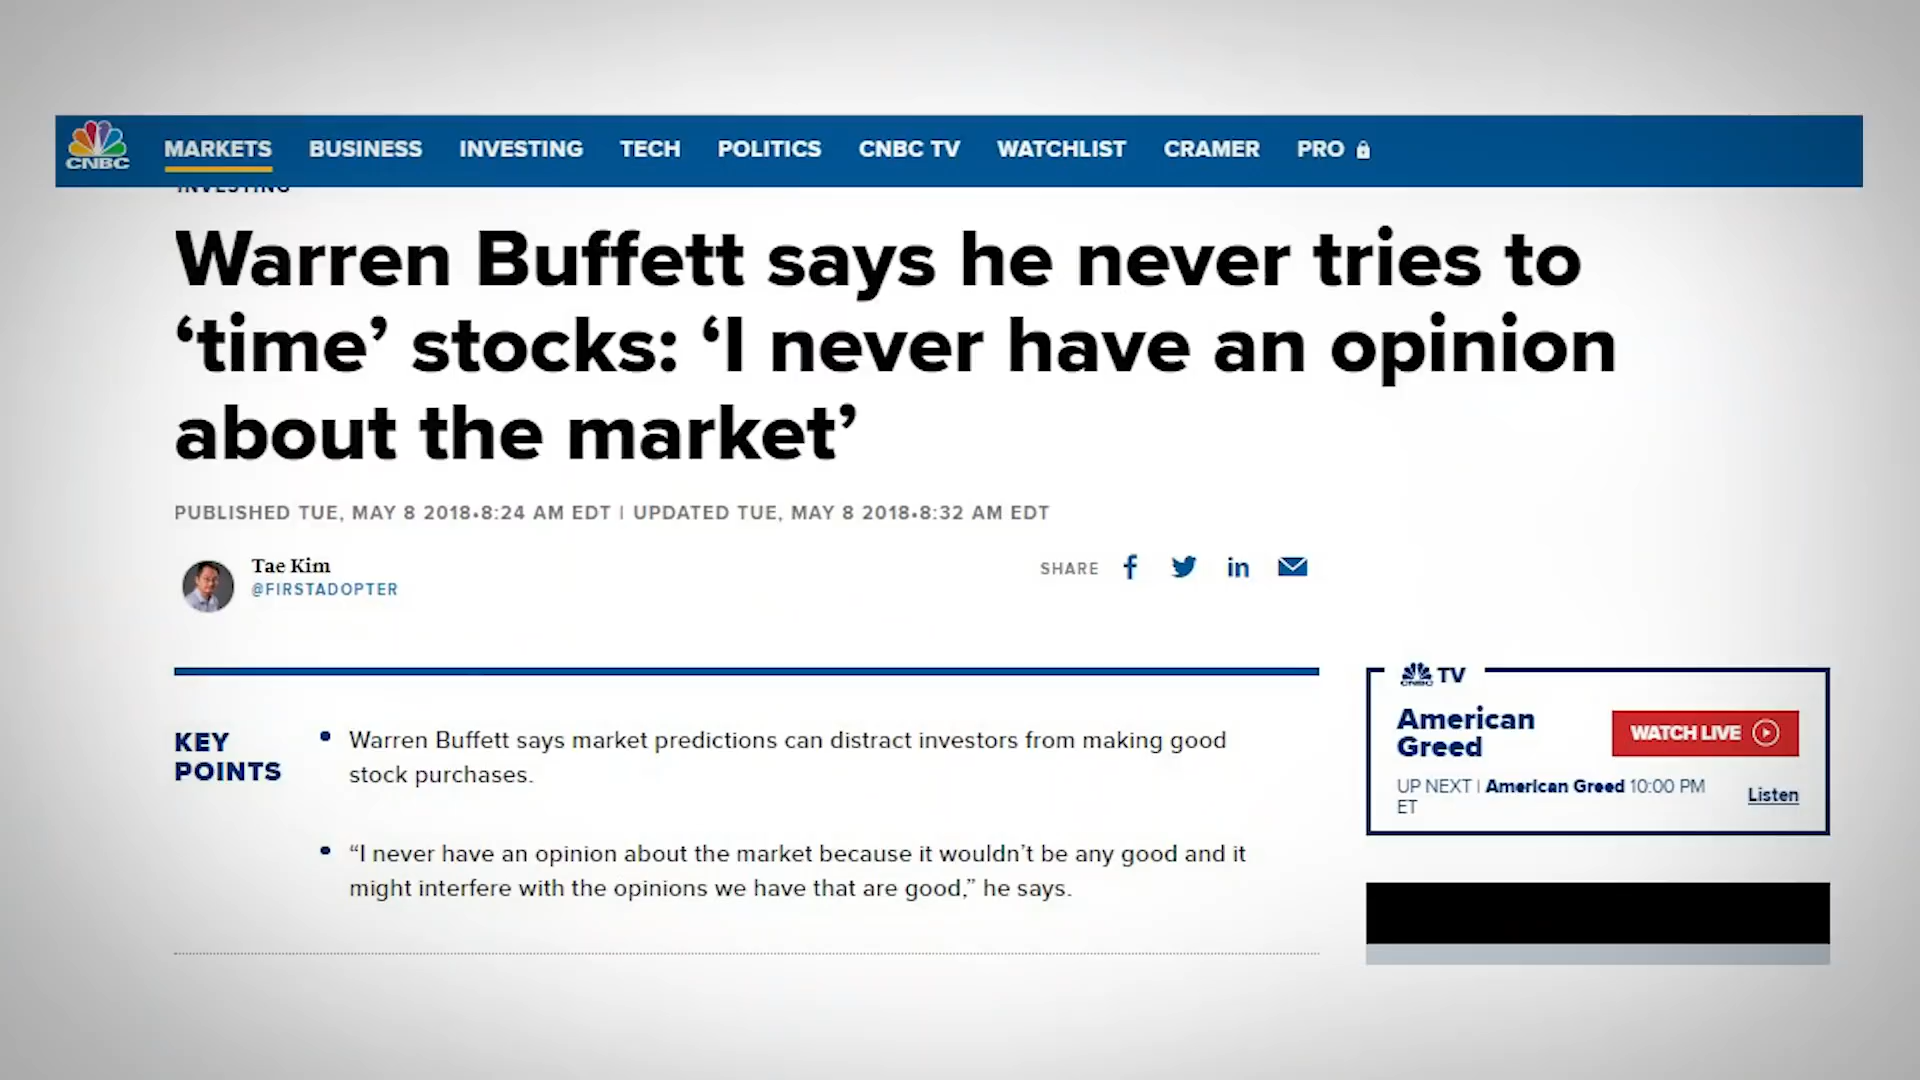 CNBC
MARKETS BUSINESS INVESTING TECH POLITICS CNBC TV WATCHLIST CRAMER PRO
INVESTING
Warren Buffett says he never tries to
‘time’ stocks: ‘I never have an opinion
about the market’
PUBLISHED TUE, MAY 8 2018•8:24 AM EDT | UPDATED TUE, MAY 8 2018•8:32 AM EDT
Tae Kim
@FIRSTADOPTER
SHARE f in
KEY
POINTS
Warren Buffett says market predictions can distract investors from making good
stock purchases.
“I never have an opinion about the market because it wouldn’t be any good and it
might interfere with the opinions we have that are good,” he says.
CNBC TV
American
Greed
WATCH LIVE
UP NEXT | American Greed 10:00 PM
ET
Listen